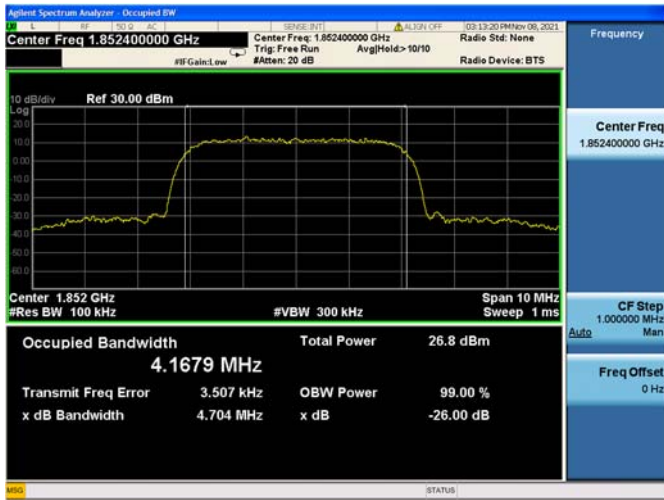 Agilent Spectrum Analyzer - Occupied BW
L RF 50 Ω AC SENSE:INT ALIGN OFF 03:13:20 PM Nov 08, 2021
Center Freq 1.852400000 GHz
Center Freq: 1.852400000 GHz Radio Std: None
Trig: Free Run Avg|Hold:> 10/10
#IFGain:Low #Atten: 20 dB Radio Device: BTS
10 dB/div Ref 30.00 dBm
Log
20.0
10.0
0.00
-10.0
-20.0
-30.0
-40.0
-50.0
-60.0
Center 1.852 GHz Span 10 MHz
#Res BW 100 kHz #VBW 300 kHz Sweep 1 ms
Occupied Bandwidth Total Power 26.8 dBm
4.1679 MHz
Transmit Freq Error 3.507 kHz OBW Power 99.00 %
x dB Bandwidth 4.704 MHz x dB -26.00 dB
Frequency
Center Freq
1.852400000 GHz
CF Step
1.000000 MHz
Auto Man
Freq Offset
0 Hz
MSG STATUS